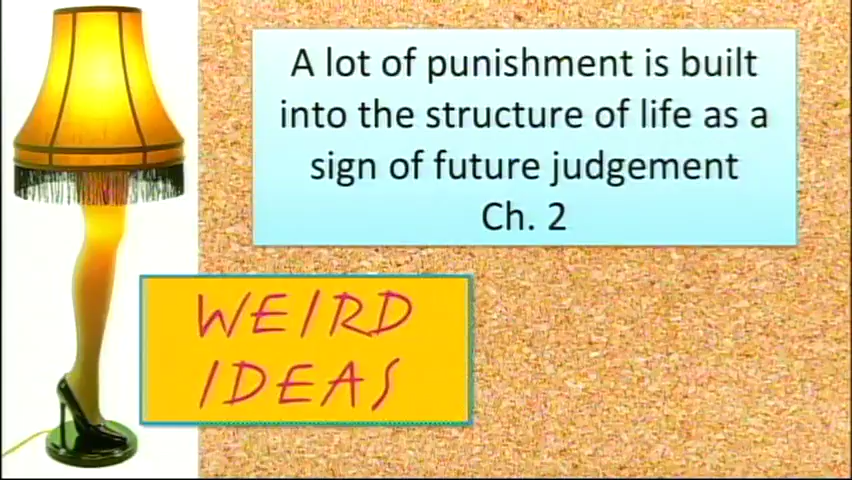 A lot of punishment is built
into the structure of life as a
sign of future judgement
Ch. 2
WEIRD
IDEAS